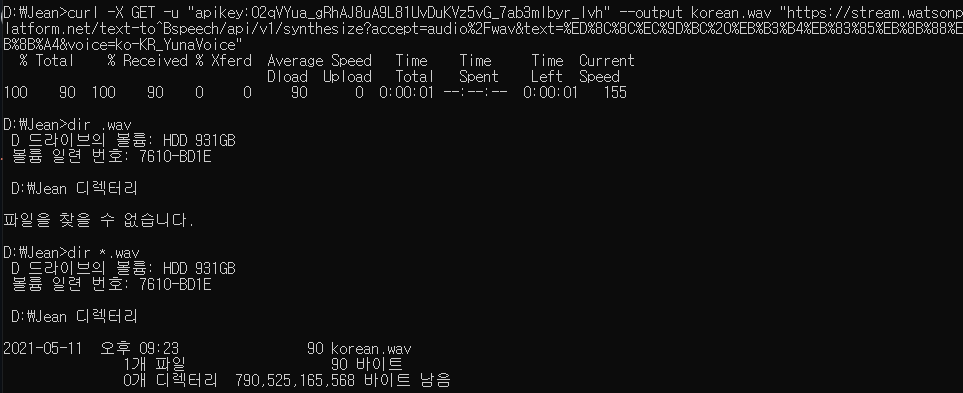 D:\Jean>curl -X GET -u "apikey:02qVYua_gRhAJ8uA9L81UvDuKVz5vG_7ab3mlbyr_lvh" --output korean.wav "https://stream.watsonp
platform.net/text-to^Bspeech/api/v1/synthesize?accept=audio%2Fwav&text=%ED%8C%8C%EC%9D%BC%20%EB%B3%B4%EB%83%85%EB%8B%88%E
B%8B%A4&voice=ko-KR_YunaVoice"
% Total % Received % Xferd Average Speed Time Time Time Current
Dload Upload Total Spent Left Speed
100 90 100 90 0 0 90 0 0:00:01 --:--:-- 0:00:01 155
D:\Jean>dir .wav
D 드라이브의 볼륨: HDD 931GB
볼륨 일련 번호: 7610-BD1E
D:\Jean 디렉터리
파일을 찾을 수 없습니다.
D:\Jean>dir *.wav
D 드라이브의 볼륨: HDD 931GB
볼륨 일련 번호: 7610-BD1E
D:\Jean 디렉터리
2021-05-11 오후 09:23 90 korean.wav
1개 파일 90 바이트
0개 디렉터리 790,525,165,568 바이트 남음